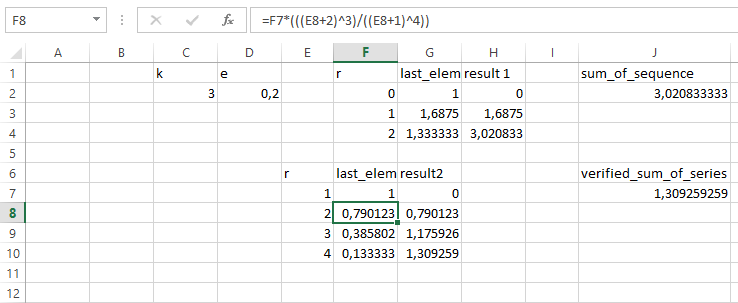 F8 =F7*(((E8+2)^3)/((E8+1)^4))
A B C D E F G H I J
1 k e r last_elem result 1 sum_of_sequence
2 3 0,2 0 1 0 3,020833333
3 1 1,6875 1,6875
4 2 1,333333 3,020833
5
6 r last_elem result2 verified_sum_of_series
7 1 1 0 1,309259259
8 2 0,790123 0,790123
9 3 0,385802 1,175926
10 4 0,133333 1,309259
11
12